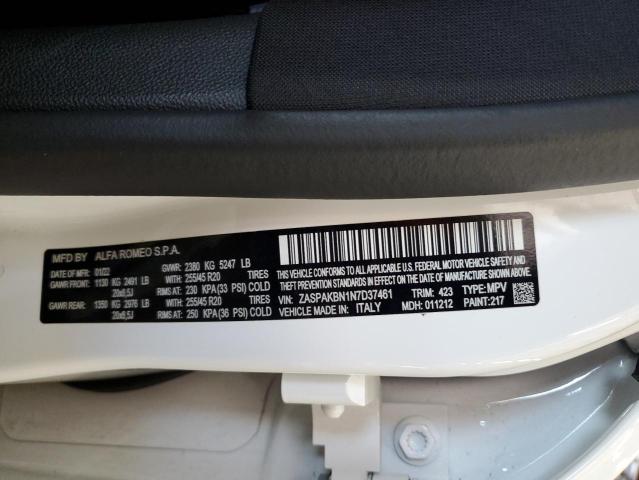 MFD BY ALFA ROMEO S.P.A.
DATE OF MFT: 01/22 GVWR: 2380 KG 5247 LB
GAWR FRONT: 1130 KG 2491 LB 255/45 R20 TIRES
20x8,5J RIMS AT: 230 KPA(33 PSI) COLD
GAWR REAR: 1350 KG 2976 LB 255/45 R20 TIRES
20x8,5J RIMS AT: 250 KPA(36 PSI) COLD
THIS VEHICLE CONFORMS TO ALL APPLICABLE U.S. FEDERAL MOTOR VEHICLE SAFETY,
BUMPER, AND THEFT PREVENTION STANDARDS IN EFFECT ON THE DATE OF MANUFACTURE SHOWN ABOVE.
VIN: ZASPAKBN1N7D37461 TRIM: 423 TYPE: MPV
VEHICLE MADE IN: ITALY MDH: 011212 PAINT: 217